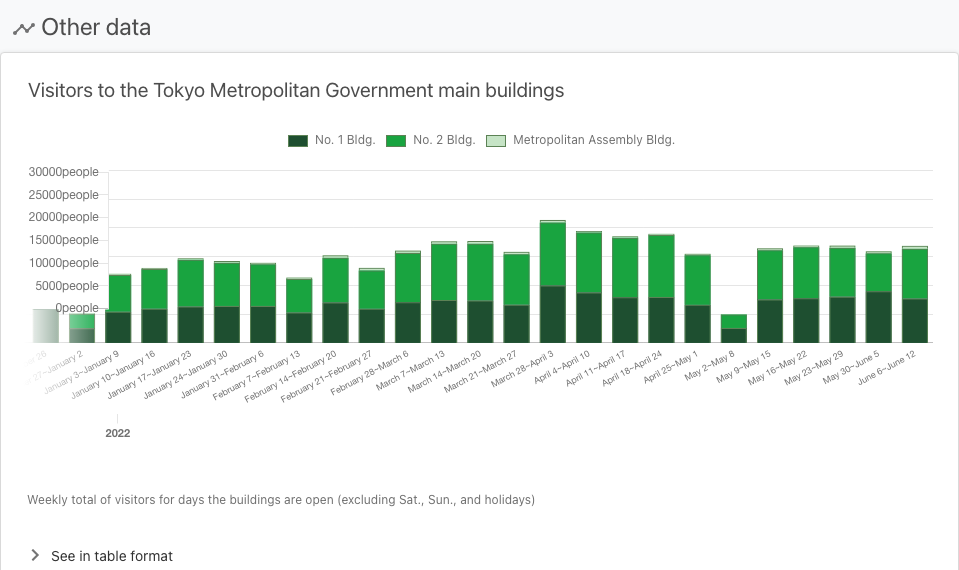 Other data
Visitors to the Tokyo Metropolitan Government main buildings
No. 1 Bldg. No. 2 Bldg. Metropolitan Assembly Bldg.
30000people
25000people
20000people
15000people
10000people
5000people
0people
26
27~January 2
January 3~January 9
January 10~January 16
January 17~January 23
January 24~January 30
January 31~February 6
February 7~February 13
February 14~February 20
February 21~February 27
February 28~March 6
March 7~March 13
March 14~March 20
March 21~March 27
March 28~April 3
April 4~April 10
April 11~April 17
April 18~April 24
April 25~May 1
May 2~May 8
May 9~May 15
May 16~May 22
May 23~May 29
May 30~June 5
June 6~June 12
2022
Weekly total of visitors for days the buildings are open (excluding Sat., Sun., and holidays)
See in table format